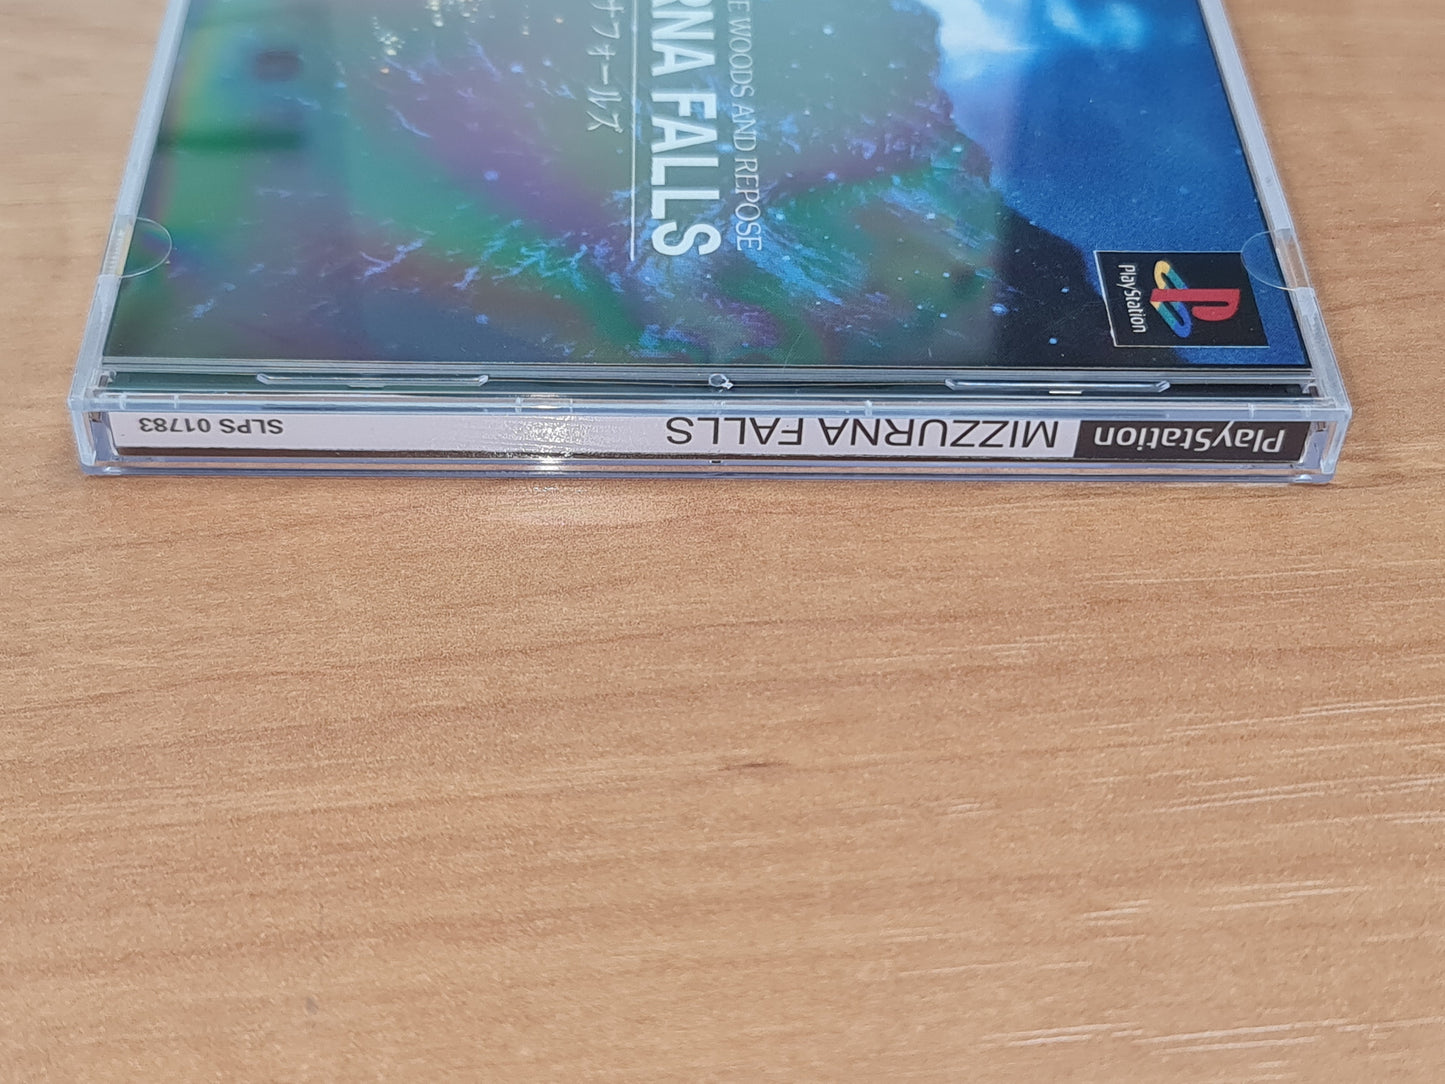 E WOODS AND REPOSE
RNA FALLS
ナフォールズ
PlayStation
PlayStation
MIZZURNA FALLS
SLPS 01783